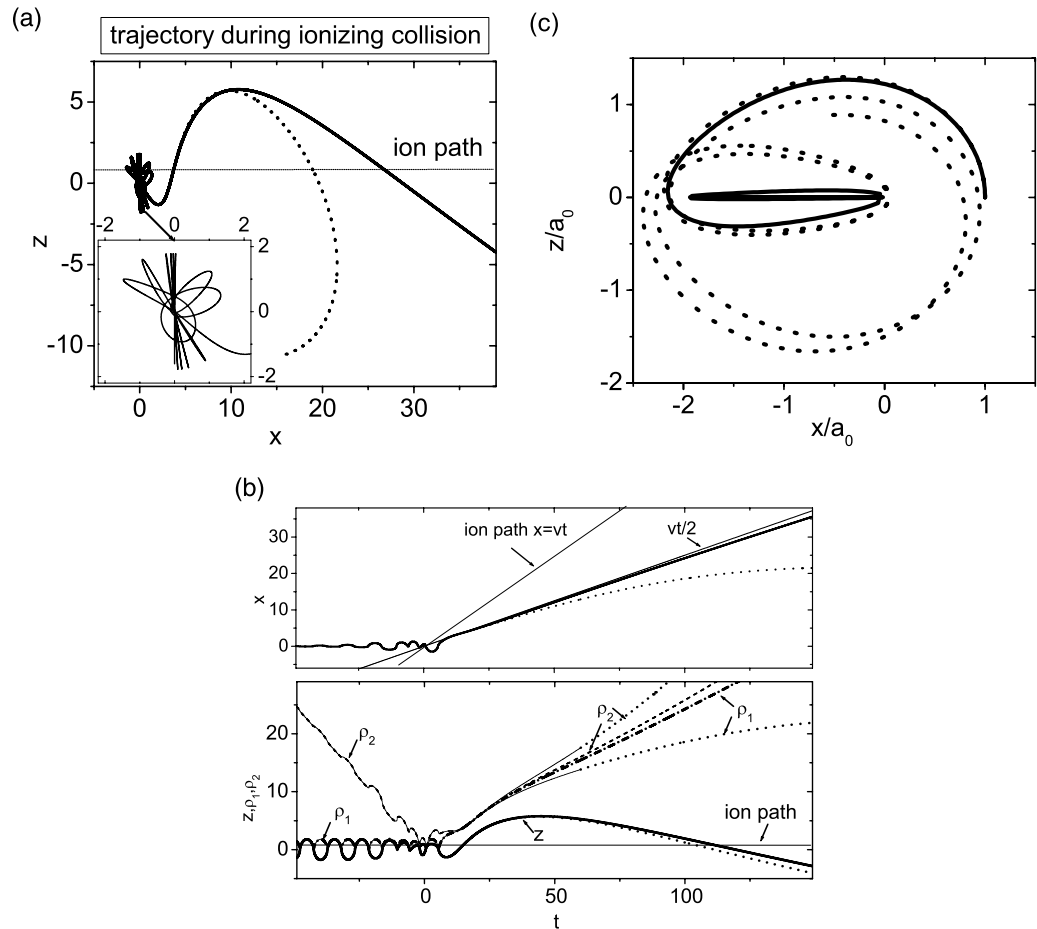 (a)
trajectory during ionizing collision
5
0
-5
-10
z
ion path
-2 0 2
2
0
-2
0 10 20 30
x
(c)
1
0
-1
-2
z/a0
-2 -1 0 1
x/a0
(b)
30
20
10
0
x
ion path x=vt
vt/2
20
10
0
z,ρ1,ρ2
ρ2
ρ1
ρ2
ρ1
z
ion path
0 50 100
t